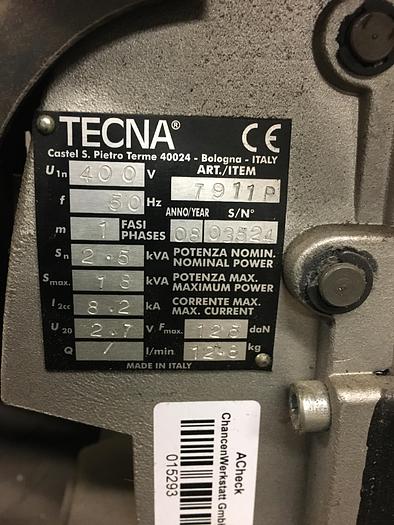 TECNA® CE
Castel S. Pietro Terme 40024 - Bologna - ITALY
U1n 400 V ART./ITEM
f 50 Hz 7911P
m 1 FASI PHASES ANNO/YEAR 08 S/N° 03524
Sn 2.5 kVA POTENZA NOMIN. NOMINAL POWER
Smax. 18 kVA POTENZA MAX. MAXIMUM POWER
I2cc 8.2 kA CORRENTE MAX. MAX. CURRENT
U20 2.7 V Fmax. 125 daN
Q / l/min 12.8 kg
MADE IN ITALY
ACheck
ChancenWerkstatt GmbH
015293